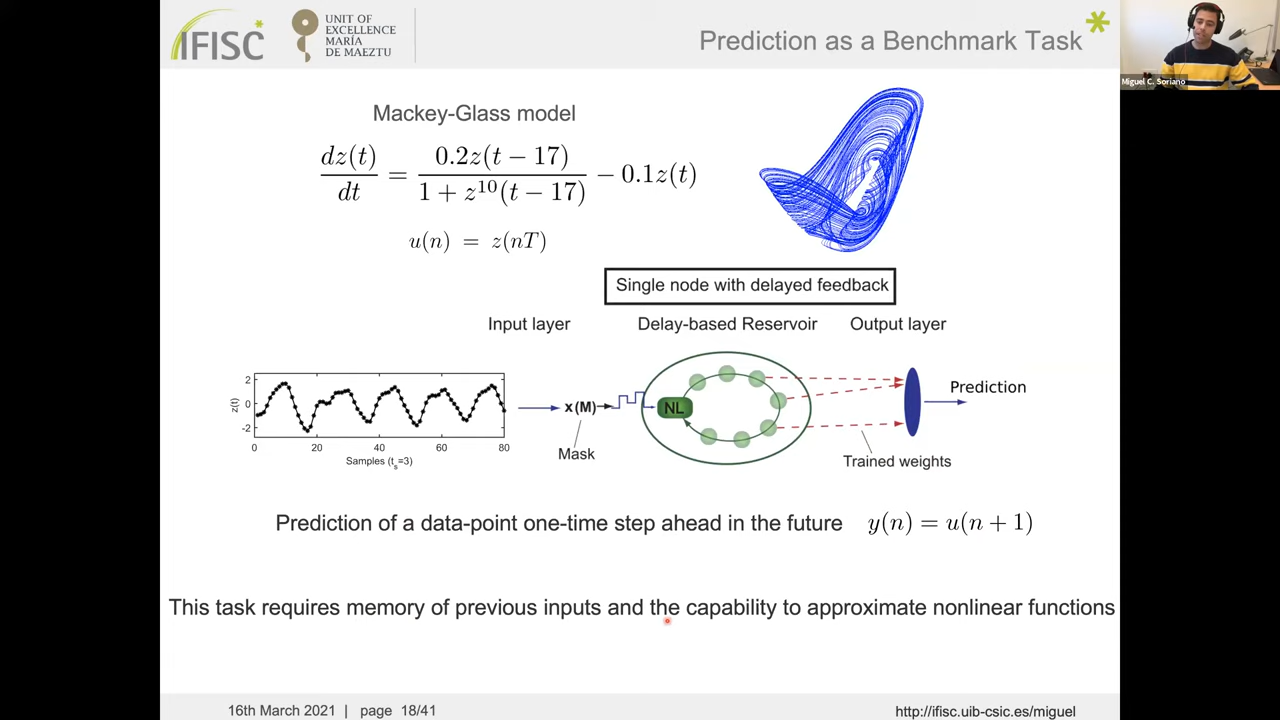 IFISC
UNIT OF
EXCELLENCE
MARÍA
DE MAEZTU
Prediction as a Benchmark Task
Miguel C. Soriano
Mackey-Glass model
dz(t)/dt = 0.2z(t − 17)/(1 + z^10(t − 17)) − 0.1z(t)
u(n) = z(nT)
Single node with delayed feedback
Input layer
Delay-based Reservoir
Output layer
z(t)
2
0
-2
0 20 40 60 80
Samples (t_s=3)
x(M)
Mask
NL
Prediction
Trained weights
Prediction of a data-point one-time step ahead in the future y(n) = u(n + 1)
This task requires memory of previous inputs and the capability to approximate nonlinear functions
16th March 2021 | page 18/41
http://ifisc.uib-csic.es/miguel